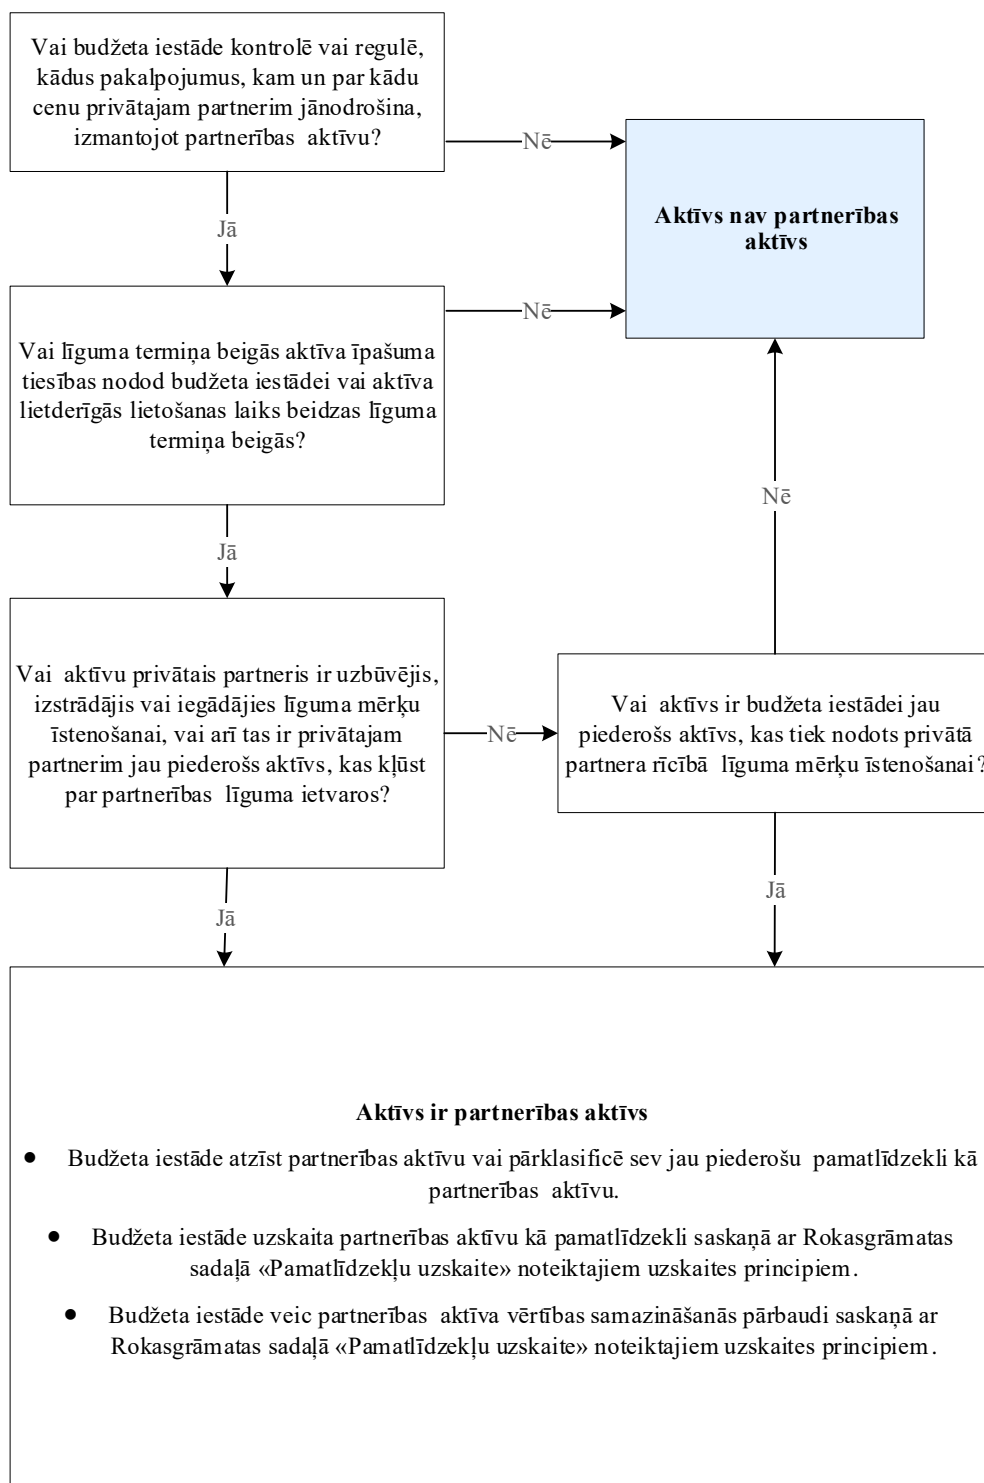 Vai budžeta iestāde kontrolē vai regulē,
kādus pakalpojumus, kam un par kādu
cenu privātajam partnerim jānodrošina,
izmantojot partnerības aktīvu?
Nē
Aktīvs nav partnerības
aktīvs
Jā
Vai līguma termiņa beigās aktīva īpašuma
tiesības nodod budžeta iestādei vai aktīva
lietderīgās lietošanas laiks beidzas līguma
termiņa beigās?
Nē
Nē
Jā
Vai aktīvu privātais partneris ir uzbūvējis,
izstrādājis vai iegādājies līguma mērķu
īstenošanai, vai arī tas ir privātajam
partnerim jau piederošs aktīvs, kas kļūst
par partnerības līguma ietvaros?
Nē
Vai aktīvs ir budžeta iestādei jau
piederošs aktīvs, kas tiek nodots privātā
partnera rīcībā līguma mērķu īstenošanai?
Jā
Jā
Aktīvs ir partnerības aktīvs
• Budžeta iestāde atzīst partnerības aktīvu vai pārklasificē sev jau piederošu pamatlīdzekli kā
partnerības aktīvu.
• Budžeta iestāde uzskaita partnerības aktīvu kā pamatlīdzekli saskaņā ar Rokasgrāmatas
sadaļā «Pamatlīdzekļu uzskaite» noteiktajiem uzskaites principiem.
• Budžeta iestāde veic partnerības aktīva vērtības samazināšanās pārbaudi saskaņā ar
Rokasgrāmatas sadaļā «Pamatlīdzekļu uzskaite» noteiktajiem uzskaites principiem.